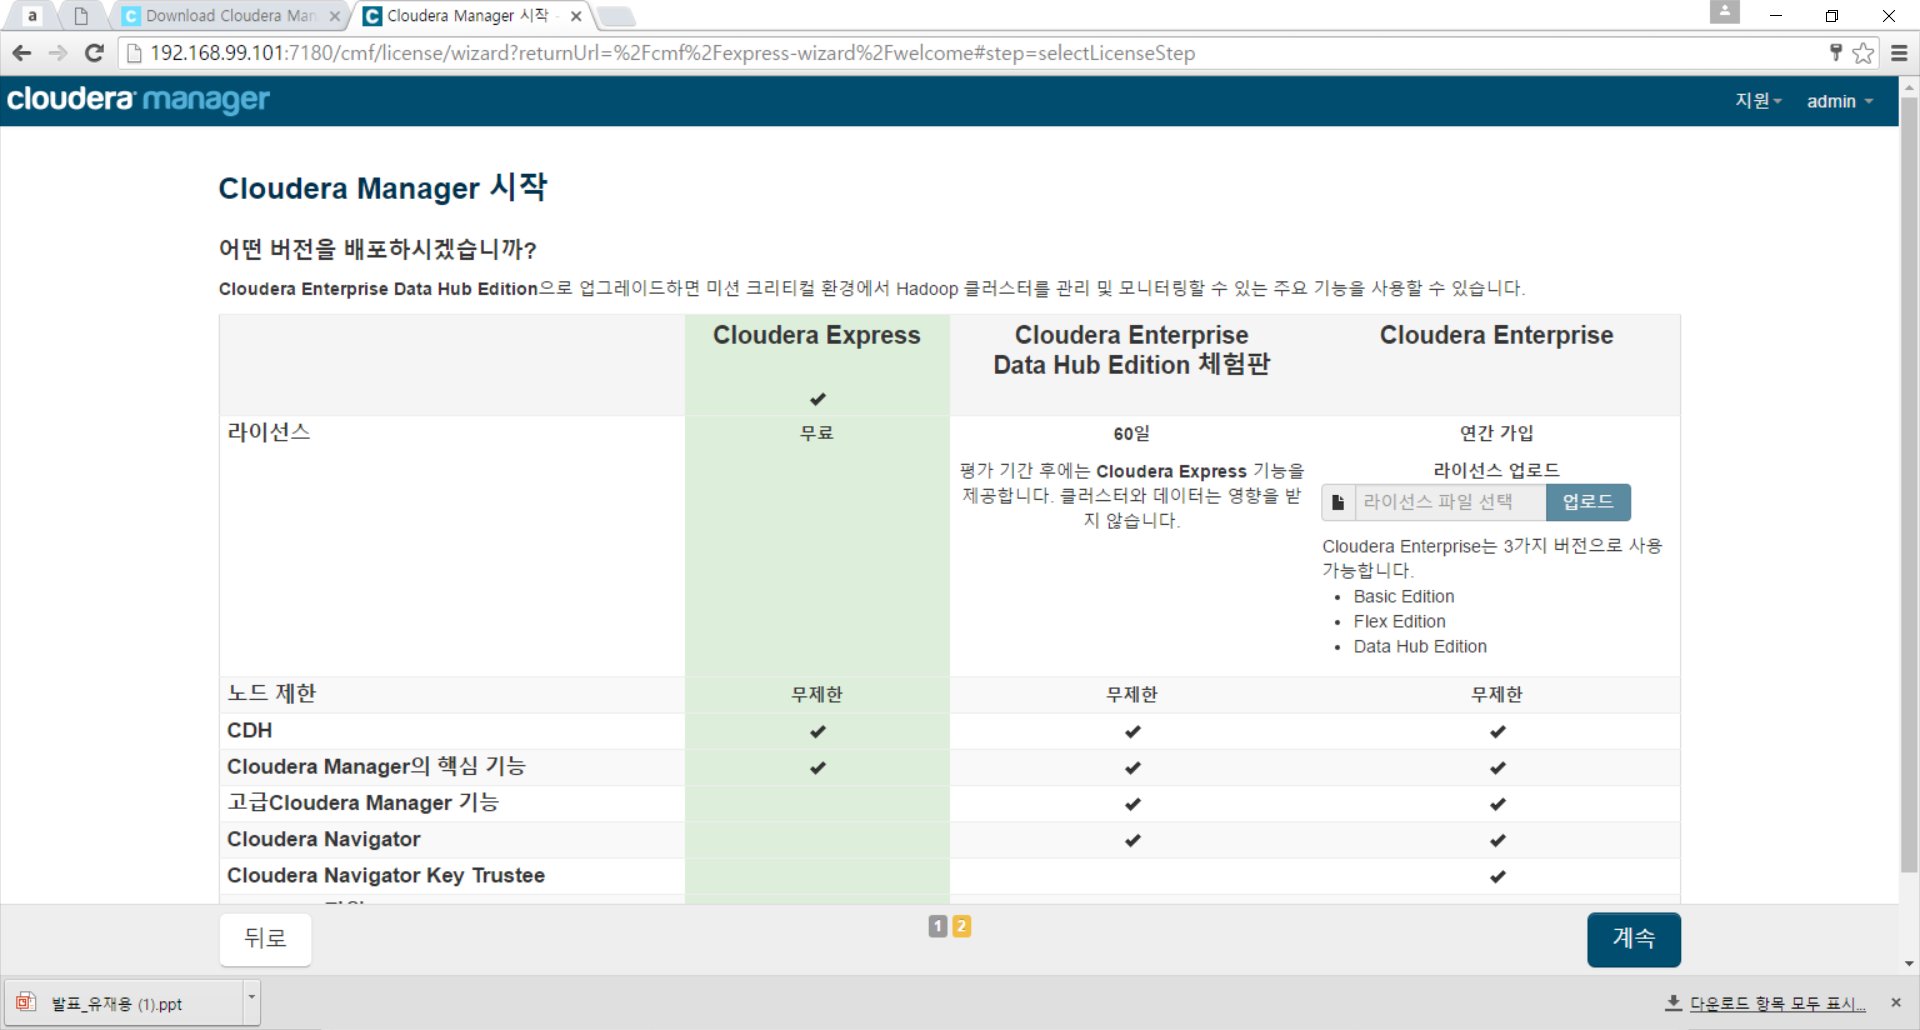 a
Download Cloudera Man
Cloudera Manager 시작
192.168.99.101:7180/cmf/license/wizard?returnUrl=%2Fcmf%2Fexpress-wizard%2Fwelcome#step=selectLicenseStep
cloudera manager
지원
admin
Cloudera Manager 시작
어떤 버전을 배포하시겠습니까?
Cloudera Enterprise Data Hub Edition으로 업그레이드하면 미션 크리티컬 환경에서 Hadoop 클러스터를 관리 및 모니터링할 수 있는 주요 기능을 사용할 수 있습니다.
Cloudera Express
Cloudera Enterprise
Data Hub Edition 체험판
Cloudera Enterprise
라이선스
무료
60일
평가 기간 후에는 Cloudera Express 기능을
제공합니다. 클러스터와 데이터는 영향을 받
지 않습니다.
연간 가입
라이선스 업로드
라이선스 파일 선택
업로드
Cloudera Enterprise는 3가지 버전으로 사용
가능합니다.
• Basic Edition
• Flex Edition
• Data Hub Edition
노드 제한
무제한
무제한
무제한
CDH
Cloudera Manager의 핵심 기능
고급Cloudera Manager 기능
Cloudera Navigator
Cloudera Navigator Key Trustee
뒤로
1 2
계속
발표_유재용 (1).ppt
다운로드 항목 모두 표시...